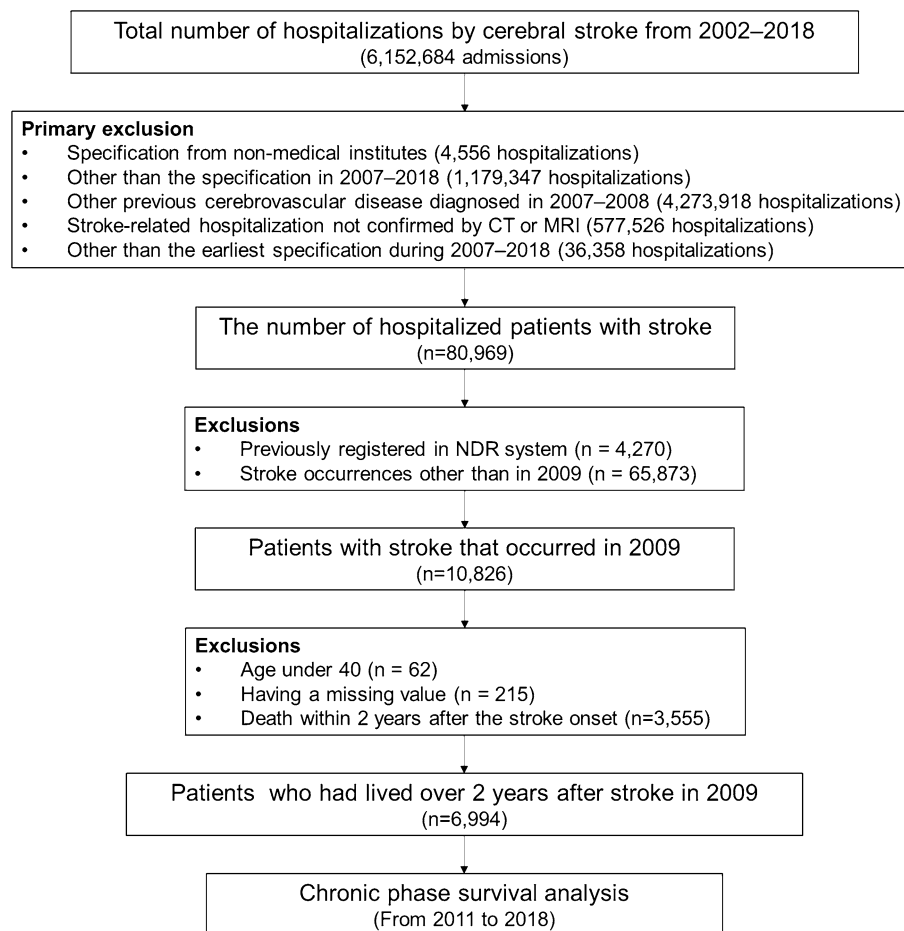 Total number of hospitalizations by cerebral stroke from 2002–2018
(6,152,684 admissions)
Primary exclusion
• Specification from non-medical institutes (4,556 hospitalizations)
• Other than the specification in 2007–2018 (1,179,347 hospitalizations)
• Other previous cerebrovascular disease diagnosed in 2007–2008 (4,273,918 hospitalizations)
• Stroke-related hospitalization not confirmed by CT or MRI (577,526 hospitalizations)
• Other than the earliest specification during 2007–2018 (36,358 hospitalizations)
The number of hospitalized patients with stroke
(n=80,969)
Exclusions
• Previously registered in NDR system (n = 4,270)
• Stroke occurrences other than in 2009 (n = 65,873)
Patients with stroke that occurred in 2009
(n=10,826)
Exclusions
• Age under 40 (n = 62)
• Having a missing value (n = 215)
• Death within 2 years after the stroke onset (n=3,555)
Patients who had lived over 2 years after stroke in 2009
(n=6,994)
Chronic phase survival analysis
(From 2011 to 2018)